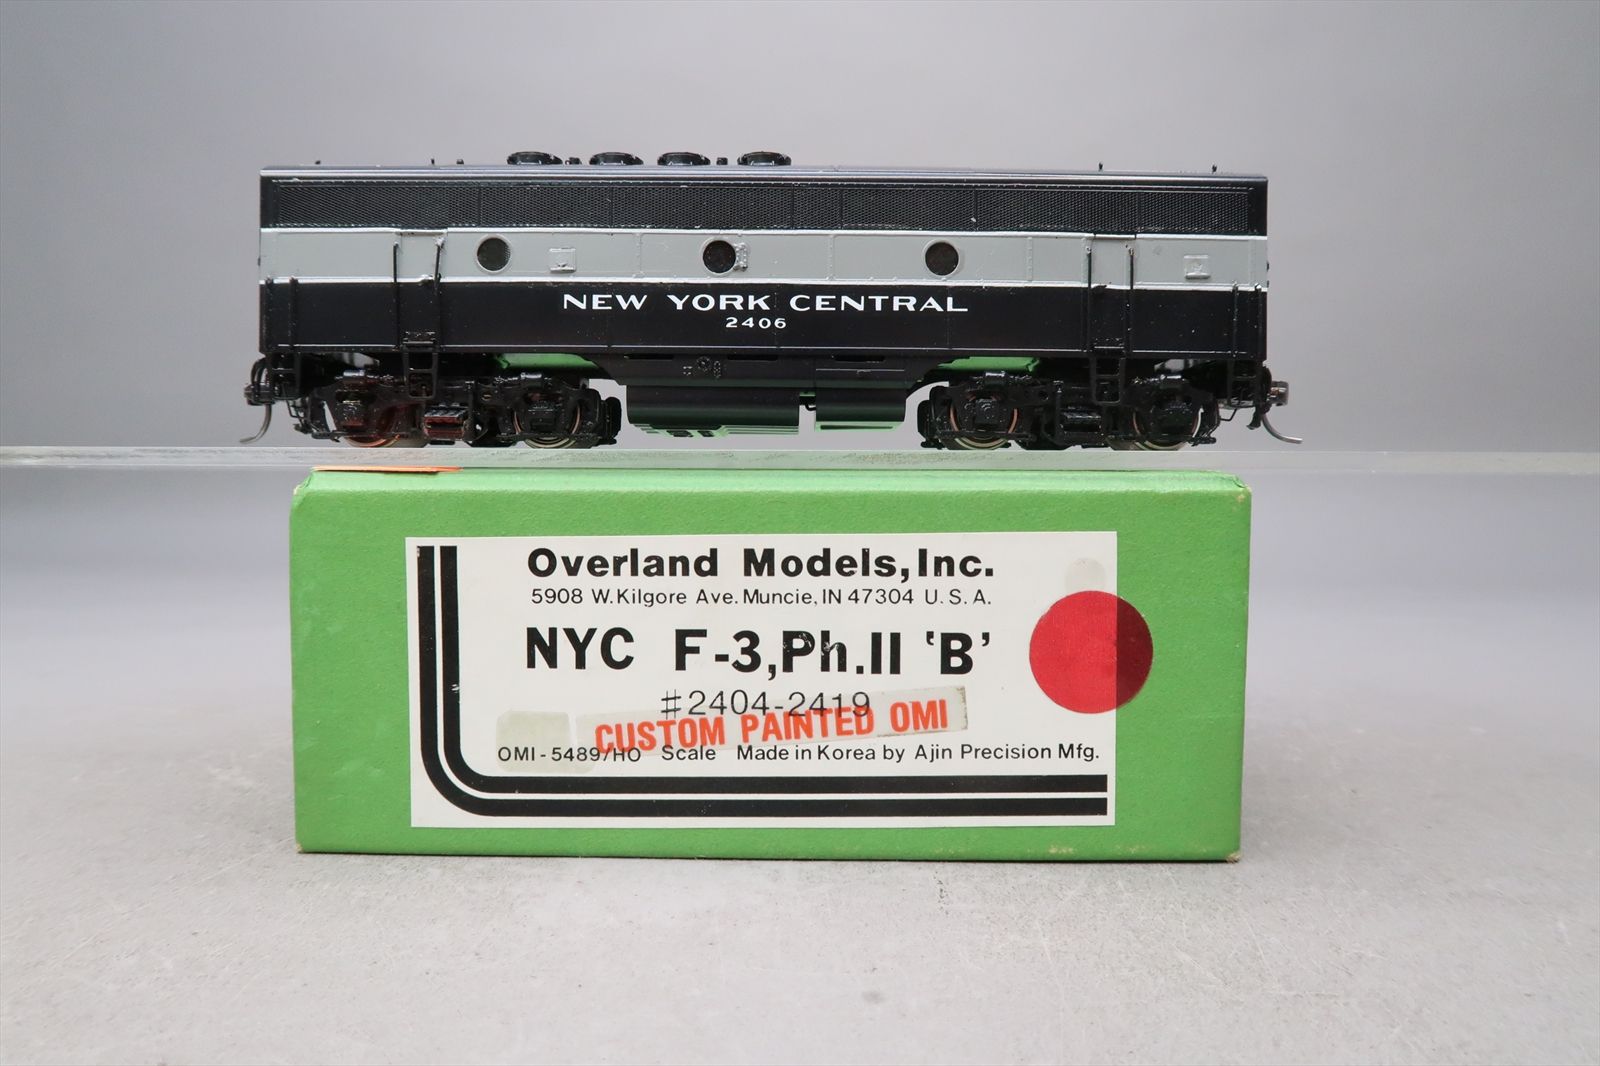 NEW YORK CENTRAL
2406
Overland Models, Inc.
5908 W. Kilgore Ave. Muncie, IN 47304 U.S.A.
NYC F-3, Ph.II 'B'
#2404-2419
CUSTOM PAINTED OMI
OMI-5489/HO Scale Made in Korea by Ajin Precision Mfg.